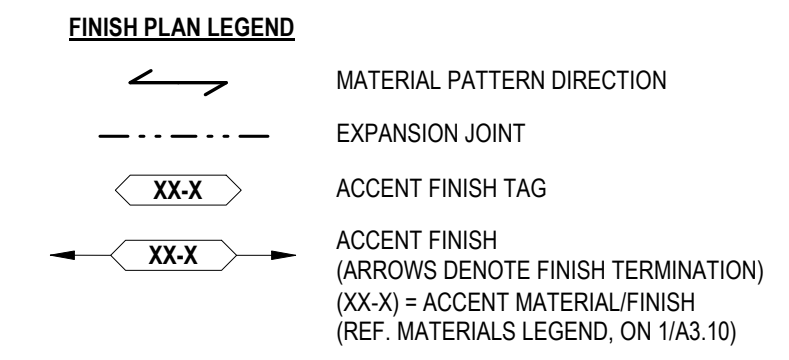 FINISH PLAN LEGEND
MATERIAL PATTERN DIRECTION
EXPANSION JOINT
XX-X ACCENT FINISH TAG
XX-X ACCENT FINISH
(ARROWS DENOTE FINISH TERMINATION)
(XX-X) = ACCENT MATERIAL/FINISH
(REF. MATERIALS LEGEND, ON 1/A3.10)